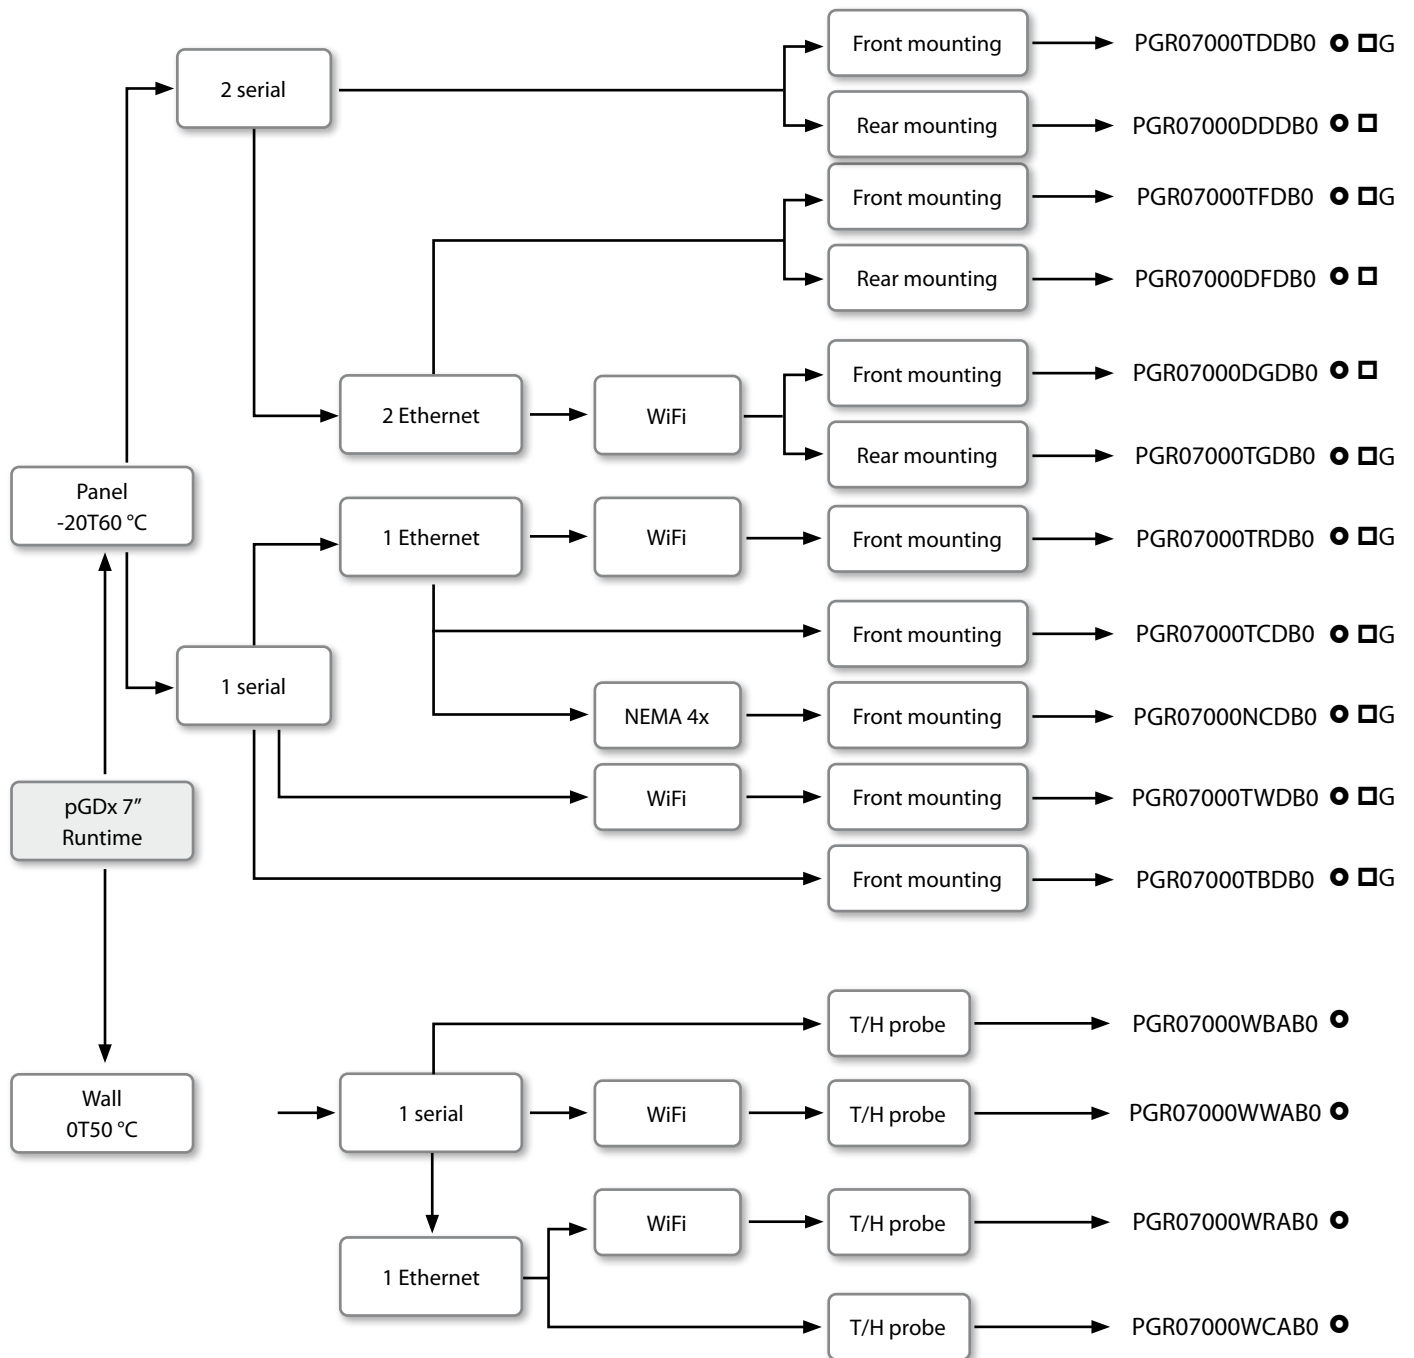 Front mounting
PGR07000TDDB0 G
2 serial
Rear mounting
PGR07000DDDB0
Front mounting
PGR07000TFDB0 G
Rear mounting
PGR07000DFDB0
Front mounting
PGR07000DGDB0
2 Ethernet
WiFi
Rear mounting
PGR07000TGDB0 G
Panel
-20T60 °C
1 Ethernet
WiFi
Front mounting
PGR07000TRDB0 G
Front mounting
PGR07000TCDB0 G
1 serial
NEMA 4x
Front mounting
PGR07000NCDB0 G
pGDx 7”
Runtime
WiFi
Front mounting
PGR07000TWDB0 G
Front mounting
PGR07000TBDB0 G
T/H probe
PGR07000WBAB0
Wall
0T50 °C
1 serial
WiFi
T/H probe
PGR07000WWAB0
WiFi
T/H probe
PGR07000WRAB0
1 Ethernet
T/H probe
PGR07000WCAB0